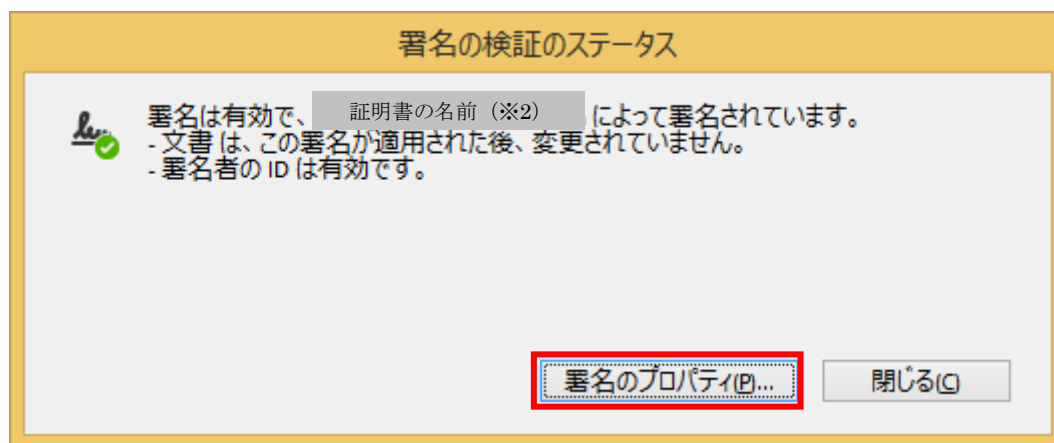 署名の検証のステータス
署名は有効で、 証明書の名前（※2） によって署名されています。
- 文書 は、この署名が適用された後、変更されていません。
- 署名者の ID は有効です。
署名のプロパティ(P)... 閉じる(C)